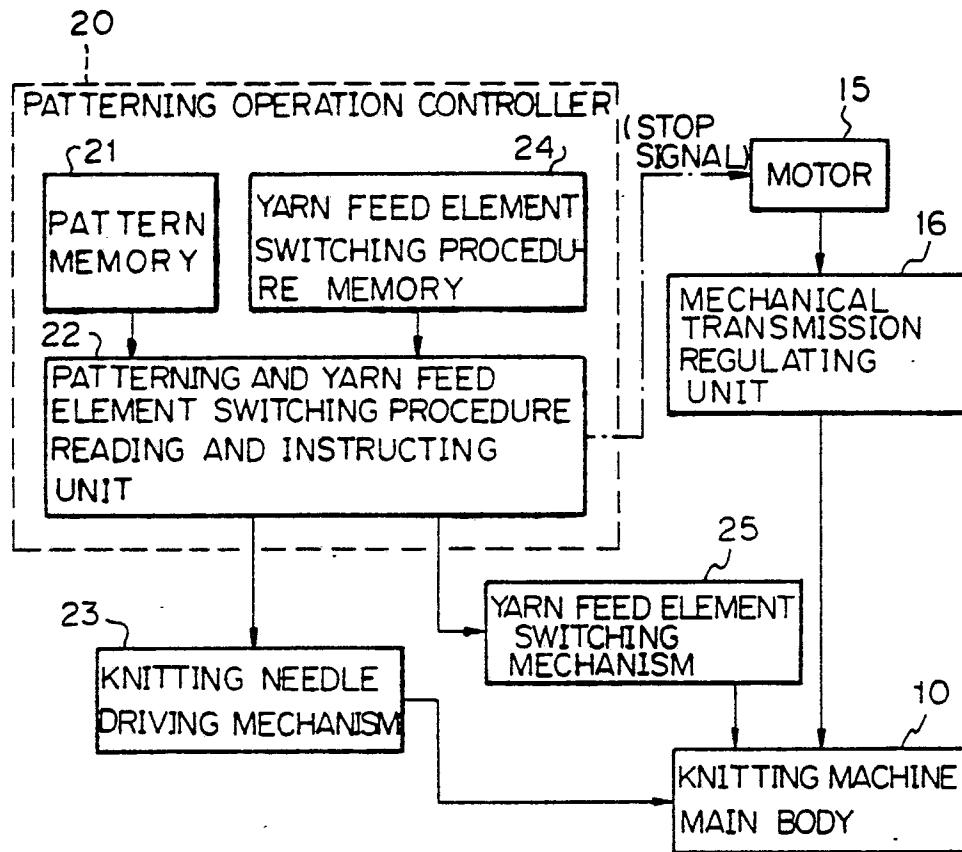 20
PATTERNING OPERATION CONTROLLER
21
PATTERN
MEMORY
24
YARN FEED ELEMENT
SWITCHING PROCEDU-
RE MEMORY
(STOP
SIGNAL)
15
MOTOR
16
MECHANICAL
TRANSMISSION
REGULATING
UNIT
22
PATTERNING AND YARN FEED
ELEMENT SWITCHING PROCEDURE
READING AND INSTRUCTING
UNIT
25
YARN FEED ELEMENT
SWITCHING
MECHANISM
23
KNITTING NEEDLE
DRIVING MECHANISM
10
KNITTING MACHINE
MAIN BODY